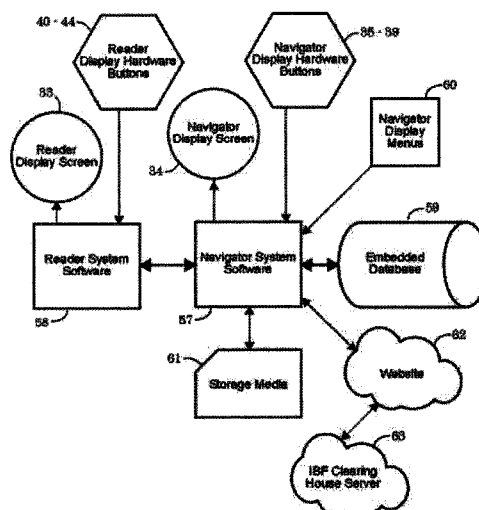 40 - 44
Reader
Display Hardware
Buttons
Navigator
Display Hardware
Buttons
35 - 39
60
33
Reader
Display Screen
Navigator
Display Screen
34
Navigator
Display
Menus
59
Reader System
Software
58
Navigator System
Software
57
Embedded
Database
61
Storage Media
62
Website
63
IBF Clearing
House Server